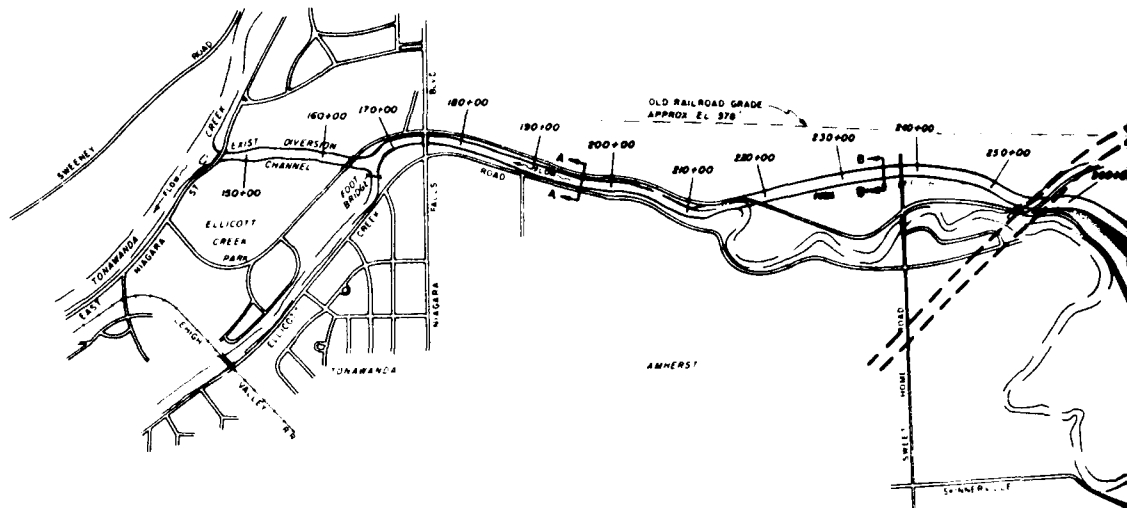 ROAD
SWEENEY
CREEK
TONAWANDA
FLOW
EAST
NIAGARA
ST
EXIST DIVERSION
CHANNEL
150+00
160+00
170+00
180+00
190+00
200+00
210+00
220+00
230+00
240+00
250+00
FOOT
BRIDGE
ELLICOTT
CREEK
PARK
ELLICOTT
CREEK
LEHIGH
VALLEY
R.R.
TONAWANDA
BLVD
FALLS
NIAGARA
ROAD
A
A
B
B
OLD RAILROAD GRADE
APPROX EL 578
AMHERST
ROAD
HOME
SWEET